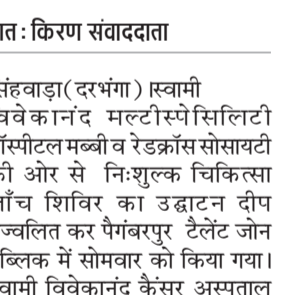 ात : किरण संवाददाता
संहवाड़ा(दरभंगा) ।स्वामी
ववेकानंद मल्टीस्पेसिलिटी
ॉस्पीटल मब्बी व रेडक्रॉस सोसायटी
ी ओर से निःशुल्क चिकित्सा
ाँच शिविर का उद्घाटन दीप
ज्वलित कर पैगंबरपुर टैलेंट जोन
ब्लिक में सोमवार को किया गया।
वामी विवेकानंद कैंसर अस्पताल